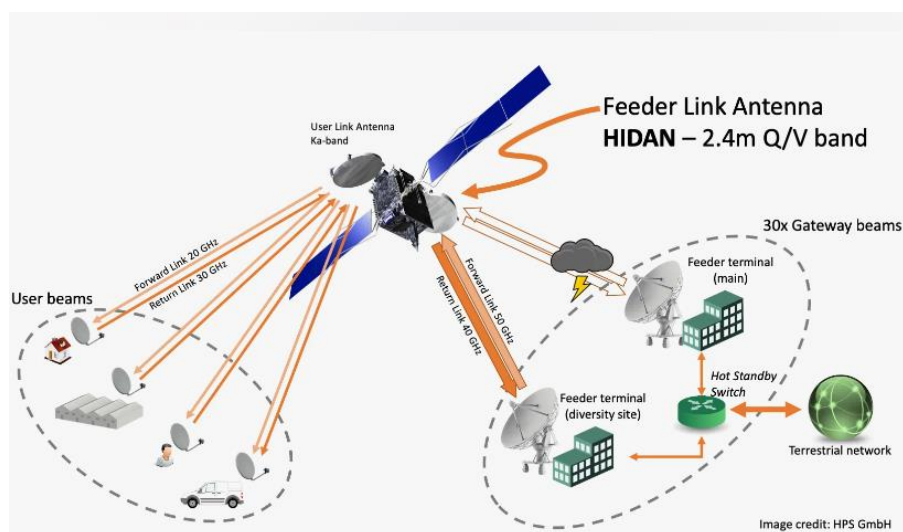 Feeder Link Antenna
HIDAN – 2.4m Q/V band
User Link Antenna
Ka-band
30x Gateway beams
Forward Link 20 GHz
Return Link 30 GHz
User beams
Forward Link 50 GHz
Return Link 40 GHz
Feeder terminal
(main)
Hot Standby
Switch
Feeder terminal
(diversity site)
Terrestrial network
Image credit: HPS GmbH